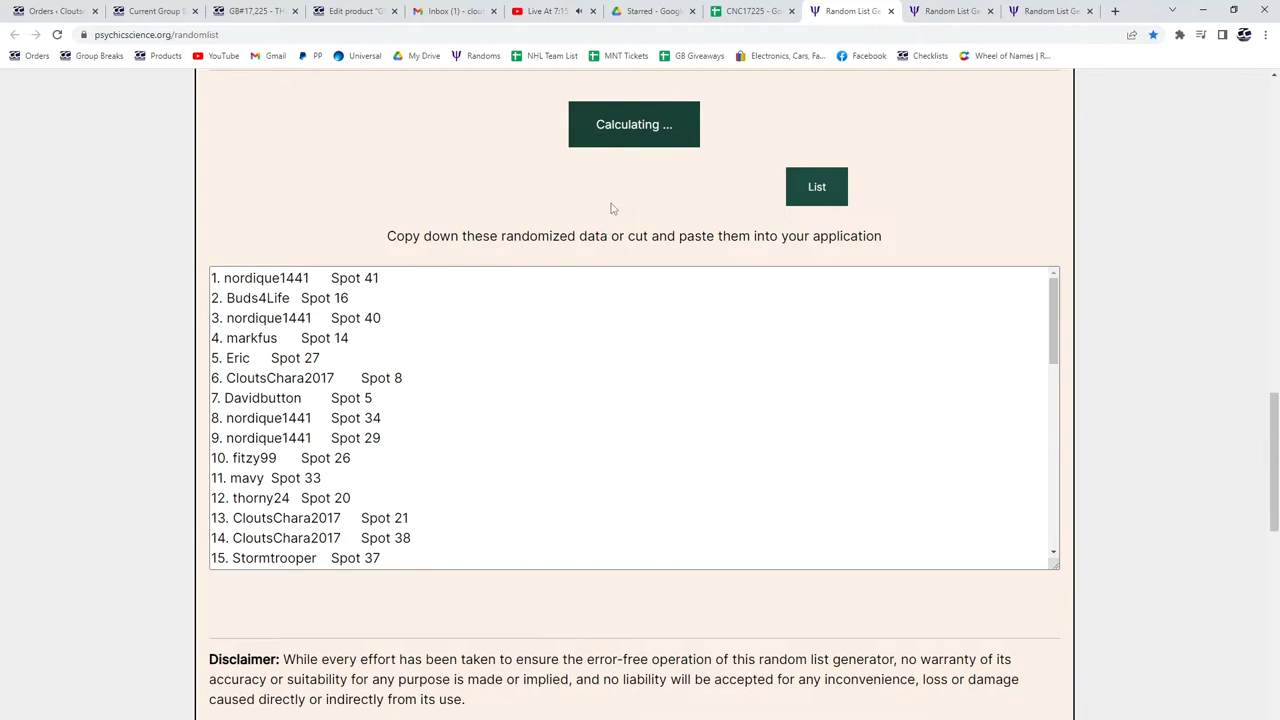 Orders ‹ Clouts
Current Group B
GB#17,225 - TH
Edit product "G
Inbox (1) - clou
Live At 7:15
Starred - Googl
CNC17225 - Go
Random List Ge
Random List Ge
Random List Ge
psychicscience.org/randomlist
Orders
Group Breaks
Products
YouTube
Gmail
PP
Universal
My Drive
Randoms
NHL Team List
MNT Tickets
GB Giveaways
Electronics, Cars, Fa...
Facebook
Checklists
Wheel of Names | R...
Calculating ...
List
Copy down these randomized data or cut and paste them into your application
1. nordique1441 Spot 41
2. Buds4Life Spot 16
3. nordique1441 Spot 40
4. markfus Spot 14
5. Eric Spot 27
6. CloutsChara2017 Spot 8
7. Davidbutton Spot 5
8. nordique1441 Spot 34
9. nordique1441 Spot 29
10. fitzy99 Spot 26
11. mavy Spot 33
12. thorny24 Spot 20
13. CloutsChara2017 Spot 21
14. CloutsChara2017 Spot 38
15. Stormtrooper Spot 37
Disclaimer: While every effort has been taken to ensure the error-free operation of this random list generator, no warranty of its
accuracy or suitability for any purpose is made or implied, and no liability will be accepted for any inconvenience, loss or damage
caused directly or indirectly from its use.